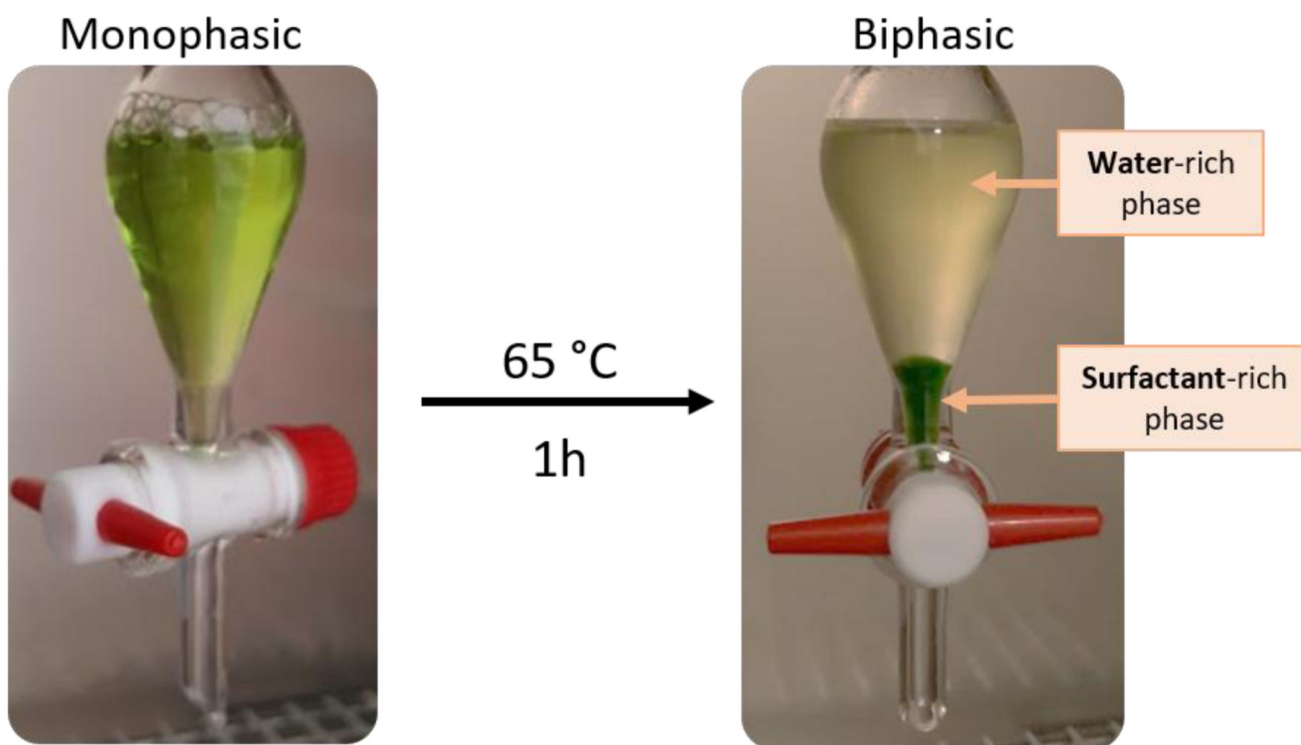 Monophasic
Biphasic
Water-rich
phase
65 °C
1h
Surfactant-rich
phase